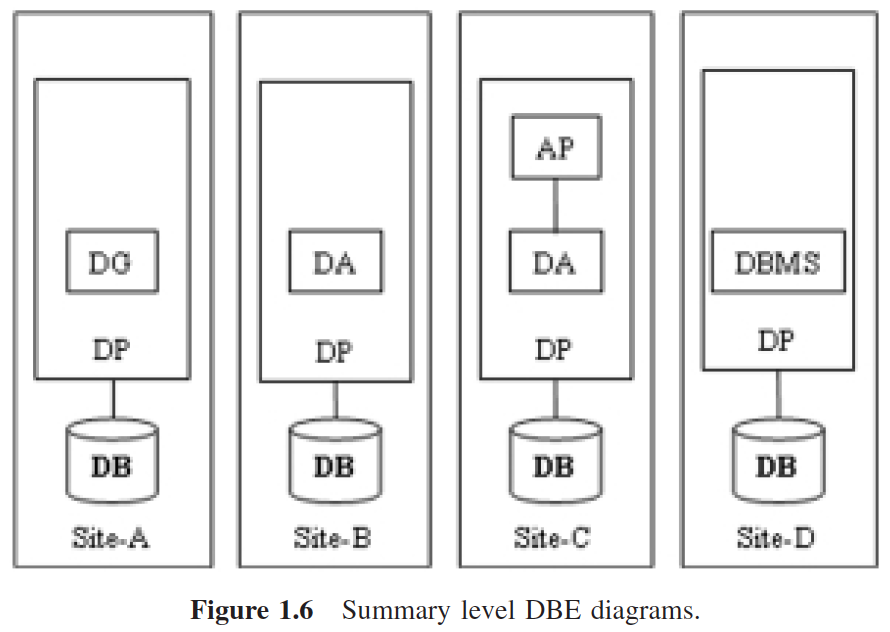 AP
DG
DA
DA
DBMS
DP
DP
DP
DP
DB
DB
DB
DB
Site-A
Site-B
Site-C
Site-D
Figure 1.6 Summary level DBE diagrams.